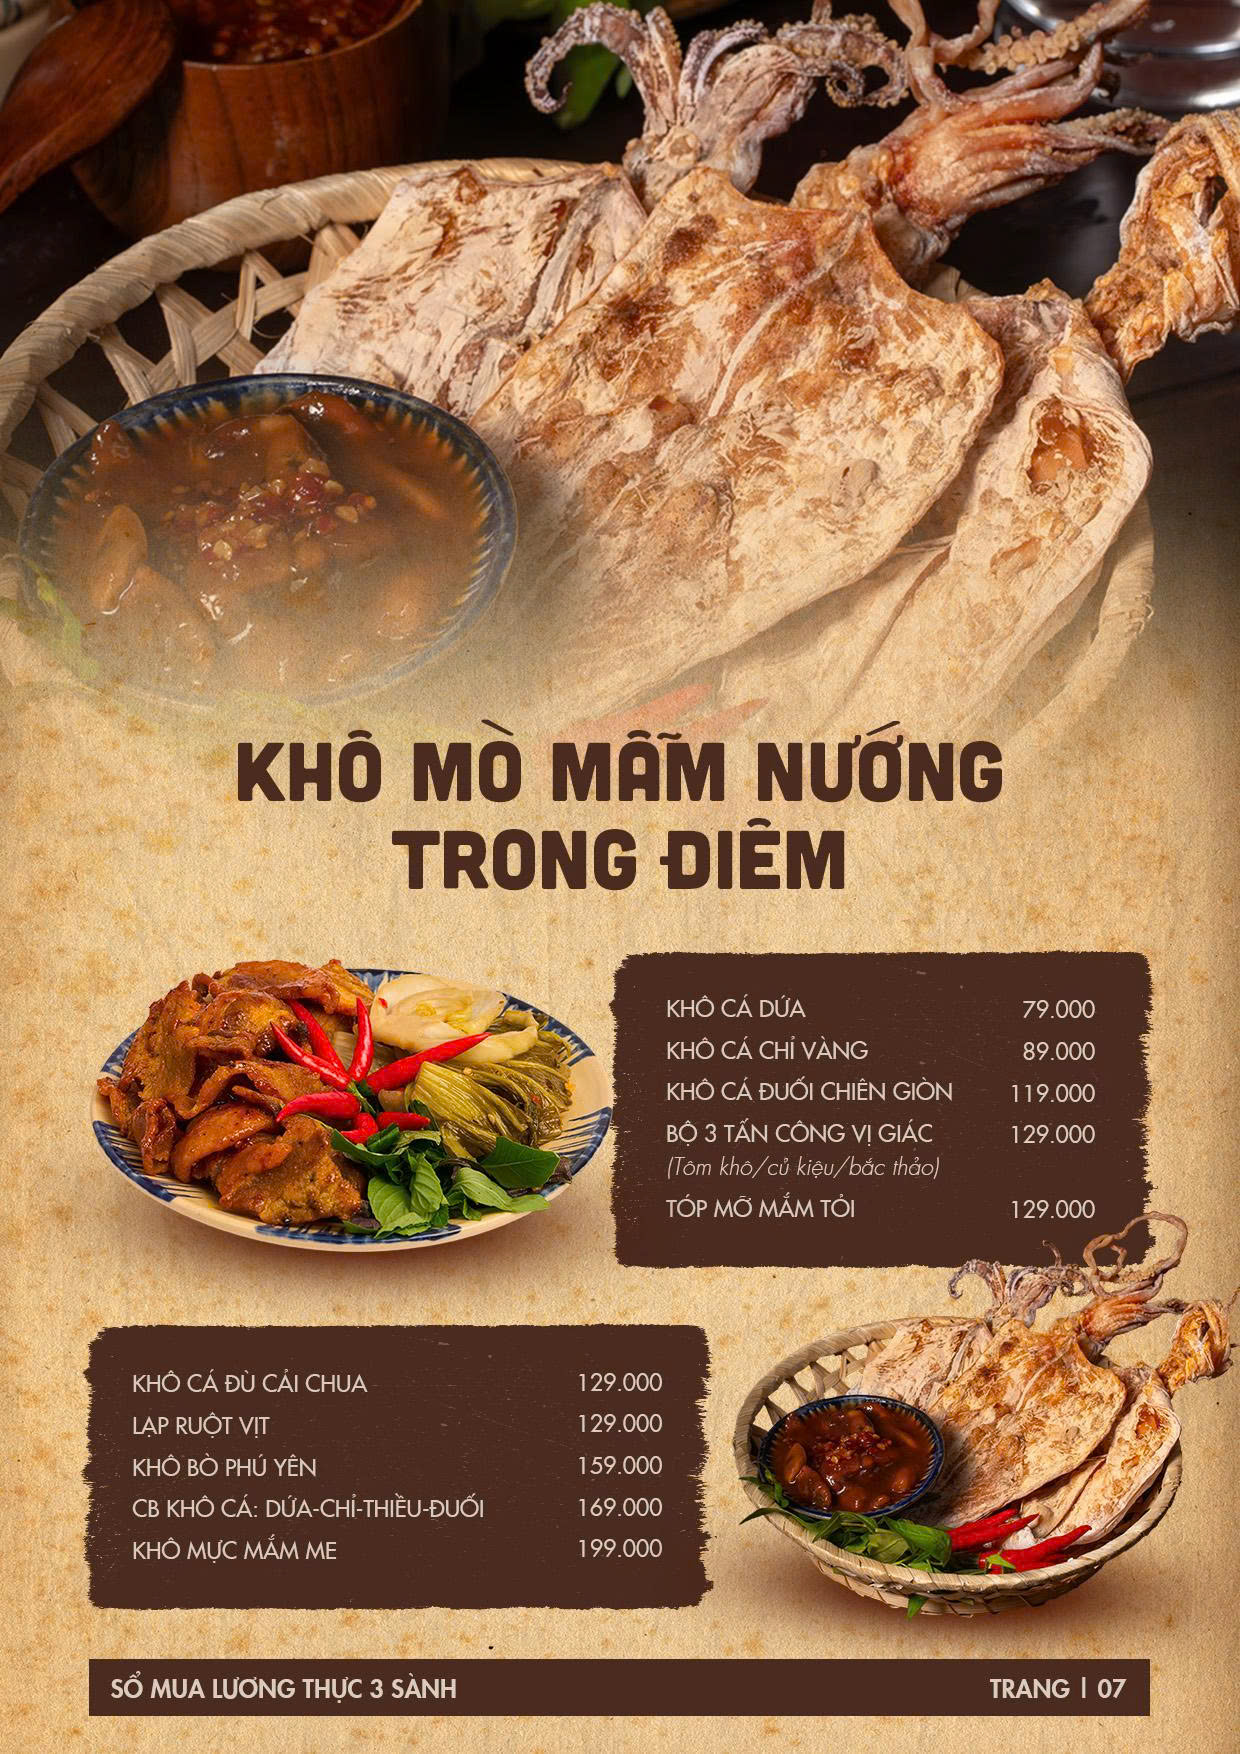 KHÔ MÒ MẪM NƯỚNG
TRONG ĐIÊM
KHÔ CÁ DỨA 79.000
KHÔ CÁ CHỈ VÀNG 89.000
KHÔ CÁ ĐUỐI CHIÊN GIÒN 119.000
BỘ 3 TẤN CÔNG VỊ GIÁC 129.000
(Tôm khô/củ kiệu/bắc thảo)
TÓP MỠ MẮM TỎI 129.000
KHÔ CÁ ĐÙ CẢI CHUA 129.000
LẠP RUỘT VỊT 129.000
KHÔ BÒ PHÚ YÊN 159.000
CB KHÔ CÁ: DỨA-CHỈ-THIỀU-ĐUỐI 169.000
KHÔ MỰC MẮM ME 199.000
SỔ MUA LƯƠNG THỰC 3 SÀNH TRANG | 07